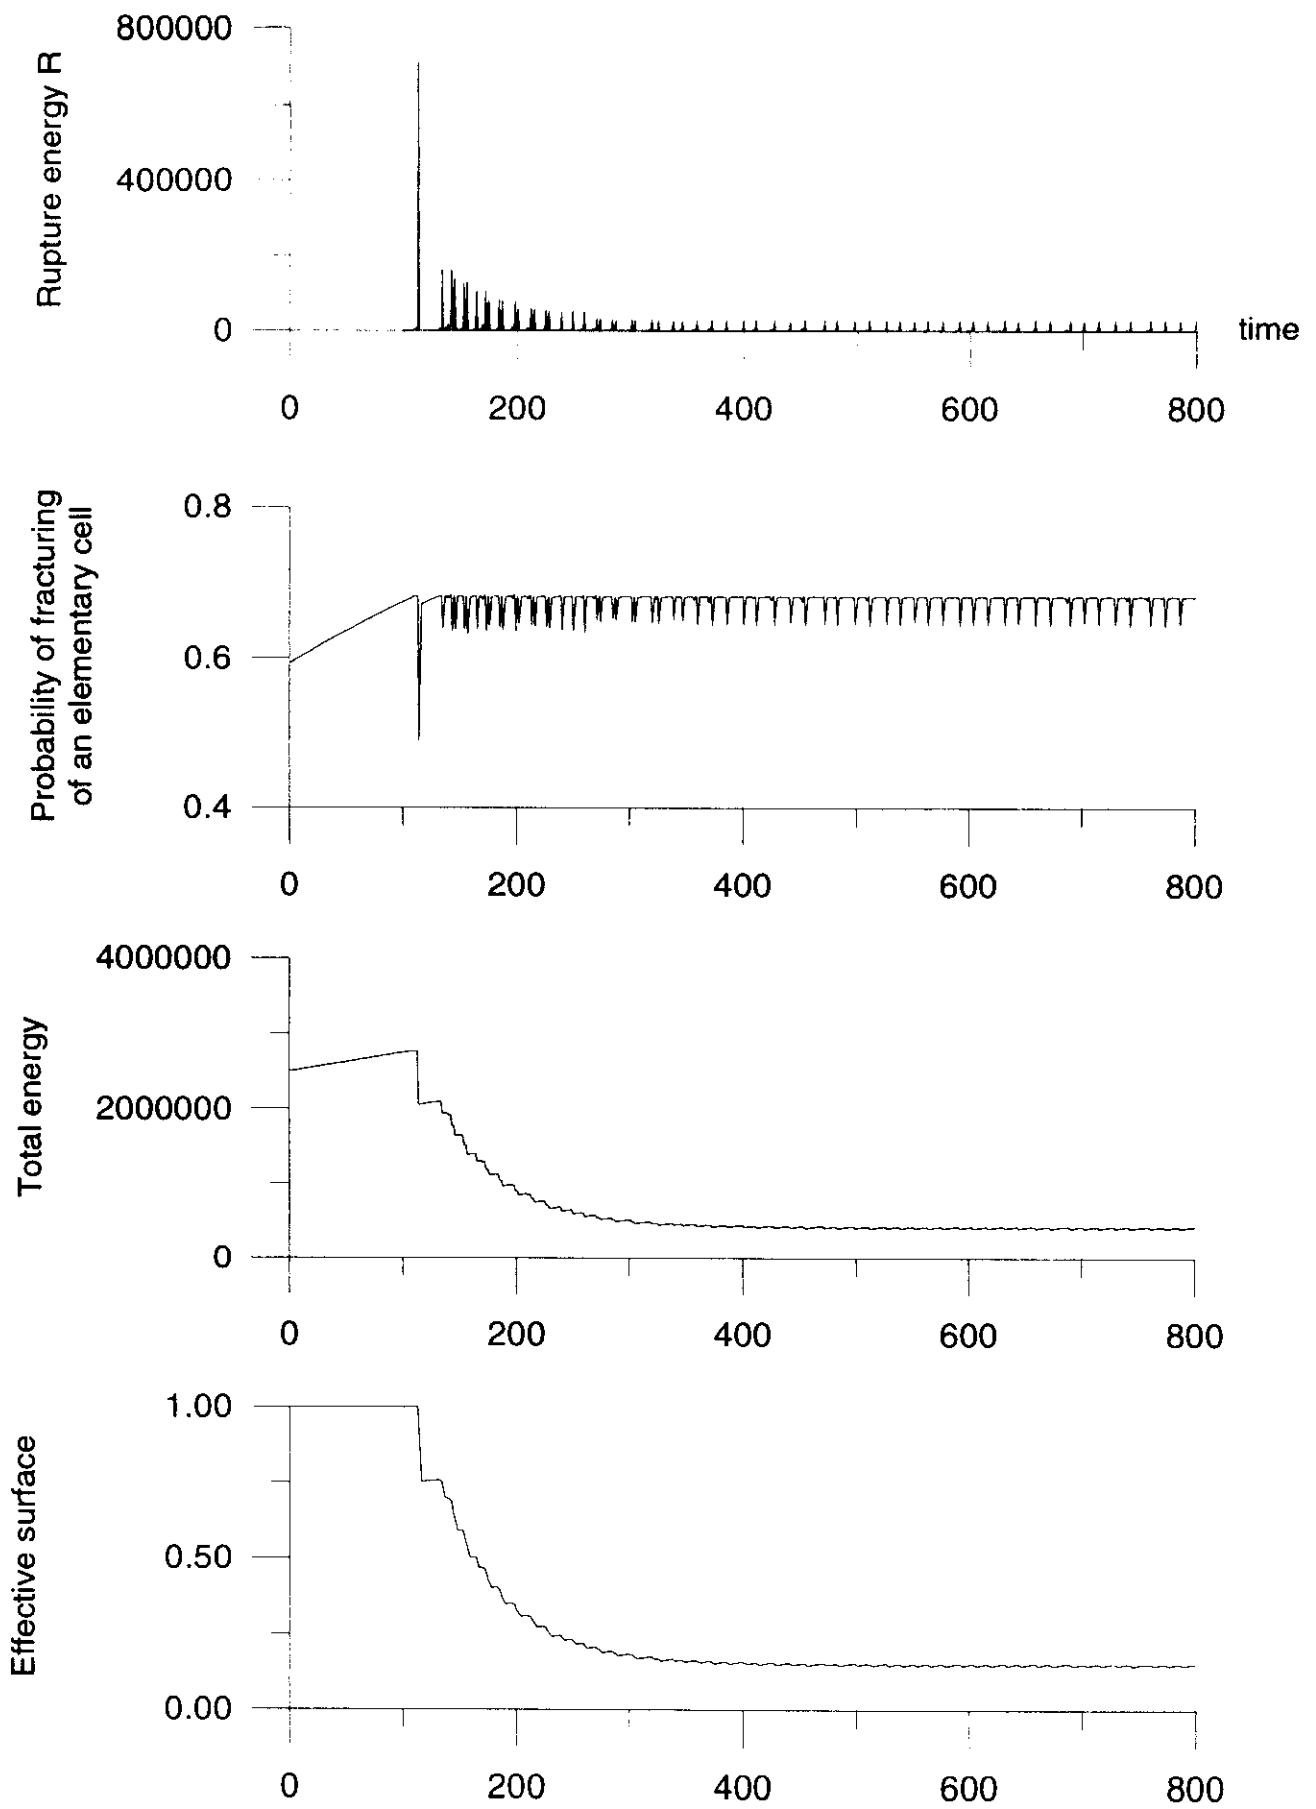 Rupture energy R
800000
400000
0
time
0 200 400 600 800
Probability of fracturing
of an elementary cell
0.8
0.6
0.4
0 200 400 600 800
Total energy
4000000
2000000
0
0 200 400 600 800
Effective surface
1.00
0.50
0.00
0 200 400 600 800